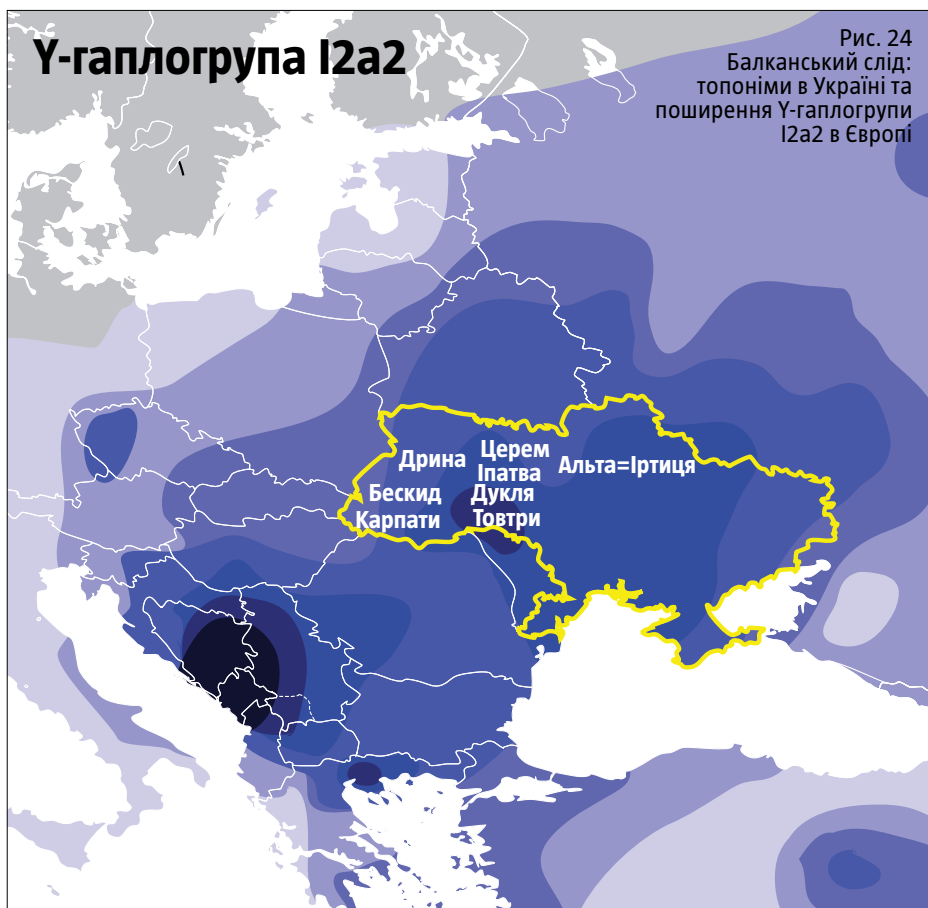 Y-гаплогрупа I2a2
Рис. 24
Балканський слід:
топоніми в Україні та
поширення Y-гаплогрупи
I2a2 в Європі
Дрина
Церем
Іпатва
Альта=Іртиця
Бескид
Дукля
Карпати
Товтри